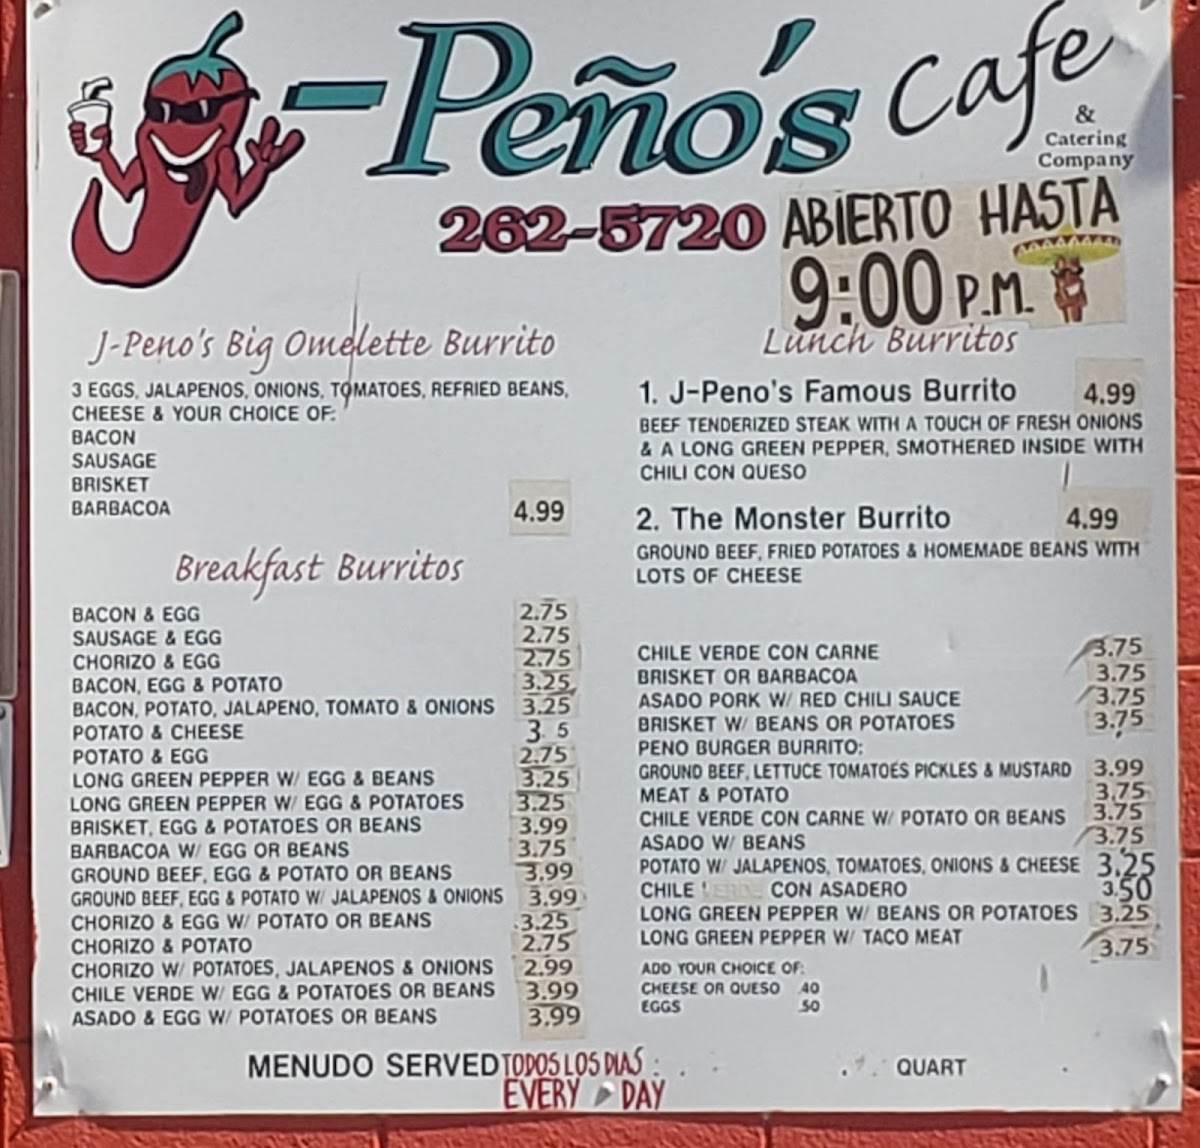 J-Peño's Cafe
& Catering Company
262-5720
ABIERTO HASTA
9:00 P.M.
J-Peno's Big Omelette Burrito
3 EGGS, JALAPENOS, ONIONS, TOMATOES, REFRIED BEANS,
CHEESE & YOUR CHOICE OF:
BACON
SAUSAGE
BRISKET
BARBACOA 4.99
Breakfast Burritos
BACON & EGG 2.75
SAUSAGE & EGG 2.75
CHORIZO & EGG 2.75
BACON, EGG & POTATO 3.25
BACON, POTATO, JALAPENO, TOMATO & ONIONS 3.25
POTATO & CHEESE 3. 5
POTATO & EGG 2.75
LONG GREEN PEPPER W/ EGG & BEANS 3.25
LONG GREEN PEPPER W/ EGG & POTATOES 3.25
BRISKET, EGG & POTATOES OR BEANS 3.99
BARBACOA W/ EGG OR BEANS 3.75
GROUND BEEF, EGG & POTATO OR BEANS 3.99
GROUND BEEF, EGG & POTATO W/ JALAPENOS & ONIONS 3.99
CHORIZO & EGG W/ POTATO OR BEANS 3.25
CHORIZO & POTATO 2.75
CHORIZO W/ POTATOES, JALAPENOS & ONIONS 2.99
CHILE VERDE W/ EGG & POTATOES OR BEANS 3.99
ASADO & EGG W/ POTATOES OR BEANS 3.99
Lunch Burritos
1. J-Peno's Famous Burrito 4.99
BEEF TENDERIZED STEAK WITH A TOUCH OF FRESH ONIONS
& A LONG GREEN PEPPER, SMOTHERED INSIDE WITH
CHILI CON QUESO
2. The Monster Burrito 4.99
GROUND BEEF, FRIED POTATOES & HOMEMADE BEANS WITH
LOTS OF CHEESE
CHILE VERDE CON CARNE 3.75
BRISKET OR BARBACOA 3.75
ASADO PORK W/ RED CHILI SAUCE 3.75
BRISKET W/ BEANS OR POTATOES 3.75
PENO BURGER BURRITO:
GROUND BEEF, LETTUCE TOMATOES PICKLES & MUSTARD 3.99
MEAT & POTATO 3.75
CHILE VERDE CON CARNE W/ POTATO OR BEANS 3.75
ASADO W/ BEANS 3.75
POTATO W/ JALAPENOS, TOMATOES, ONIONS & CHEESE 3.25
CHILE CON ASADERO 3.50
LONG GREEN PEPPER W/ BEANS OR POTATOES 3.25
LONG GREEN PEPPER W/ TACO MEAT 3.75
ADD YOUR CHOICE OF:
CHEESE OR QUESO .40
EGGS .50
MENUDO SERVED TODOS LOS DIAS QUART
EVERY DAY